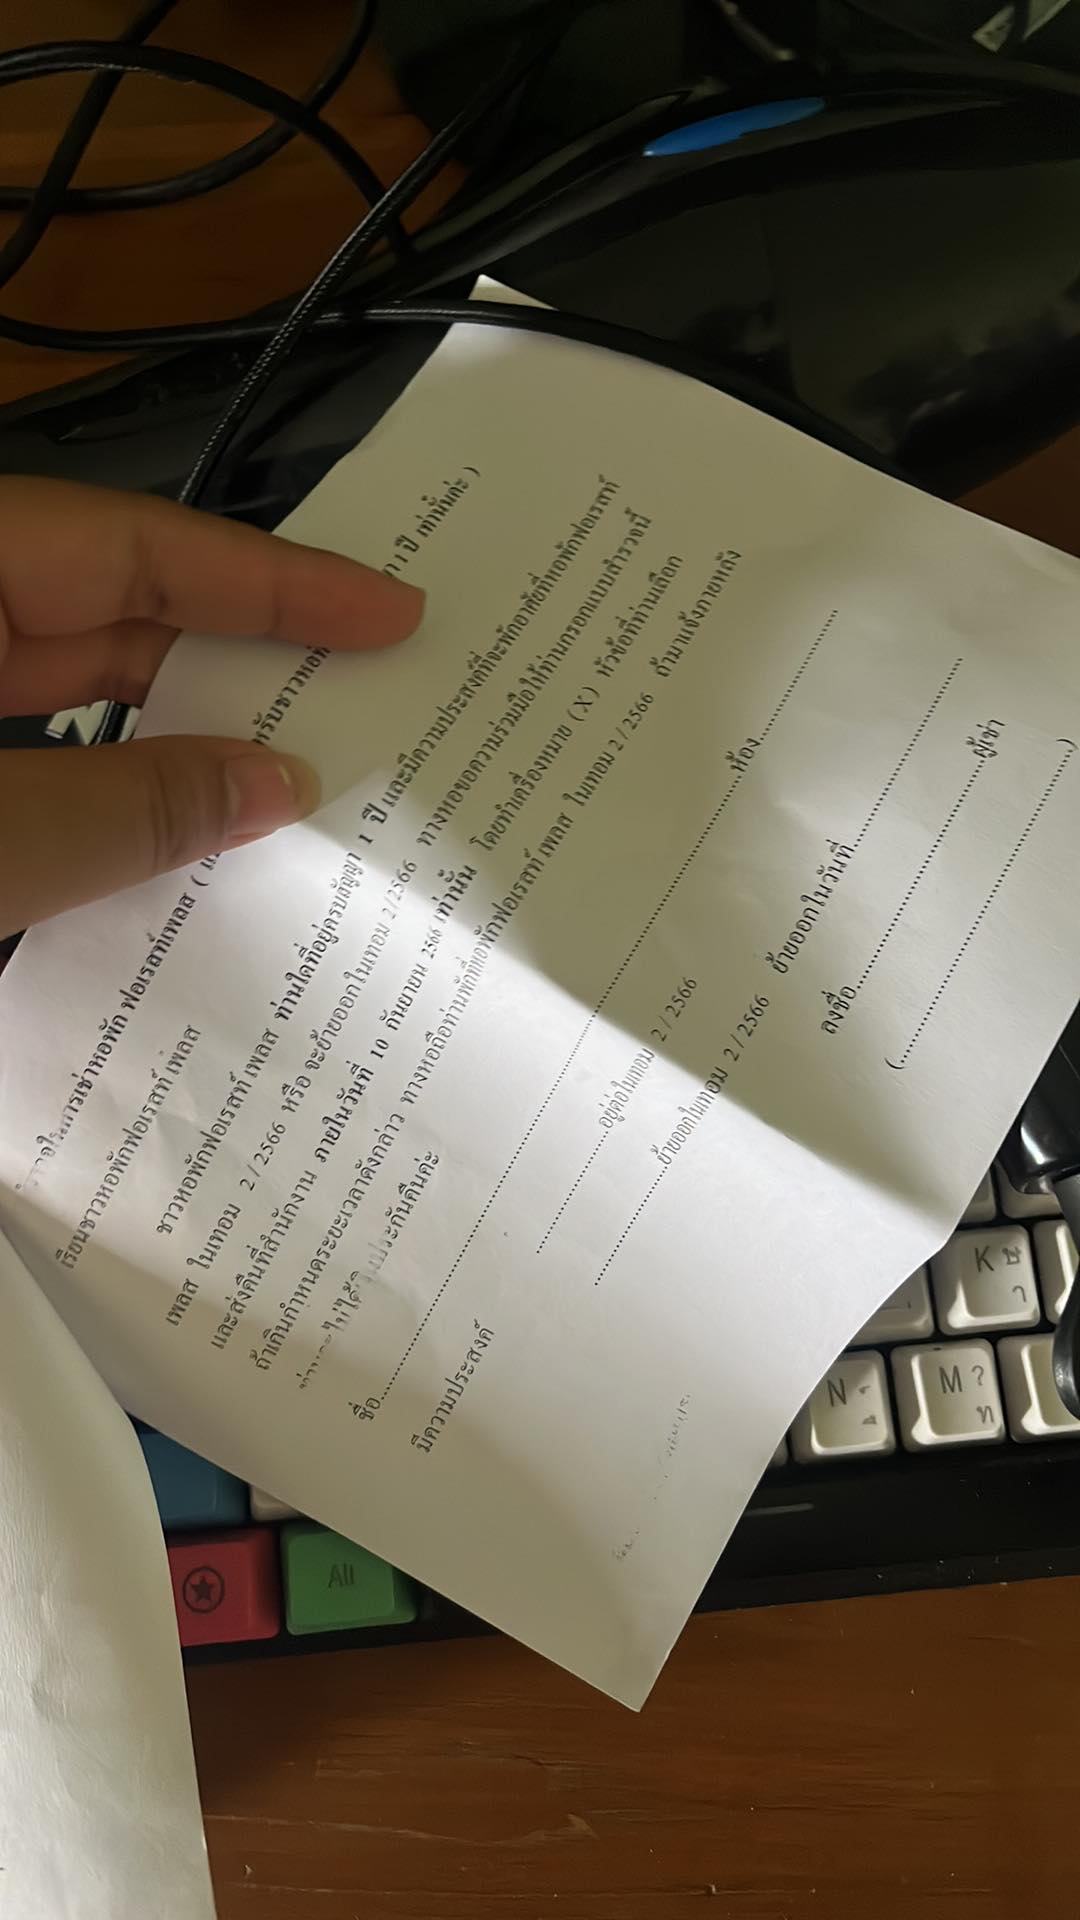 ในการเช่าหอพัก ฟอเรสท์เพลส ( หรับชาวหอพัก 1 ปี เท่านั้นค่ะ )
เรียนชาวหอพักฟอเรสท์ เพลส
ชาวหอพักฟอเรสท์ เพลส ท่านใดที่อยู่ครบสัญญา 1 ปี และมีความประสงค์ที่จะพักอาศัยที่หอพักฟอเรสท์
เพลส ในเทอม 2 / 2566 หรือ จะย้ายออกในเทอม 2/2566 ทางหอขอความร่วมมือให้ท่านกรอกแบบสำรวจนี้
และส่งคืนที่สำนักงาน ภายในวันที่ 10 กันยายน 2566 เท่านั้น โดยทำเครื่องหมาย ( X ) หัวข้อที่ท่านเลือก
ถ้าเกินกำหนดระยะเวลาดังกล่าว ทางหอถือท่านพักที่หอพักฟอเรสท์ เพลส ในเทอม 2 / 2566 ถ้ามาแจ้งภายหลัง
ไม่ได้เงินประกันคืนค่ะ
ชื่อ..........ห้อง..........
มีความประสงค์
..........อยู่ต่อในเทอม 2 / 2566
..........ย้ายออกในเทอม 2 / 2566 ย้ายออกในวันที่..........
ลงชื่อ..........ผู้เช่า
(..........)
All
N
M ?
ท
K ษ
า